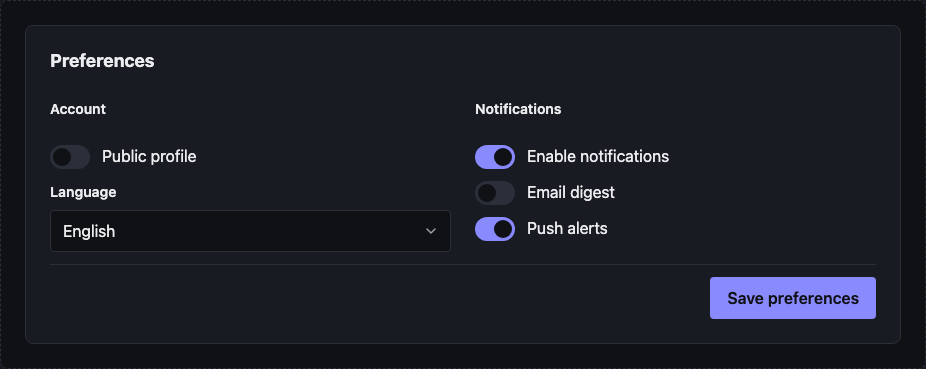 Preferences
Account
Public profile
Language
English
Notifications
Enable notifications
Email digest
Push alerts
Save preferences